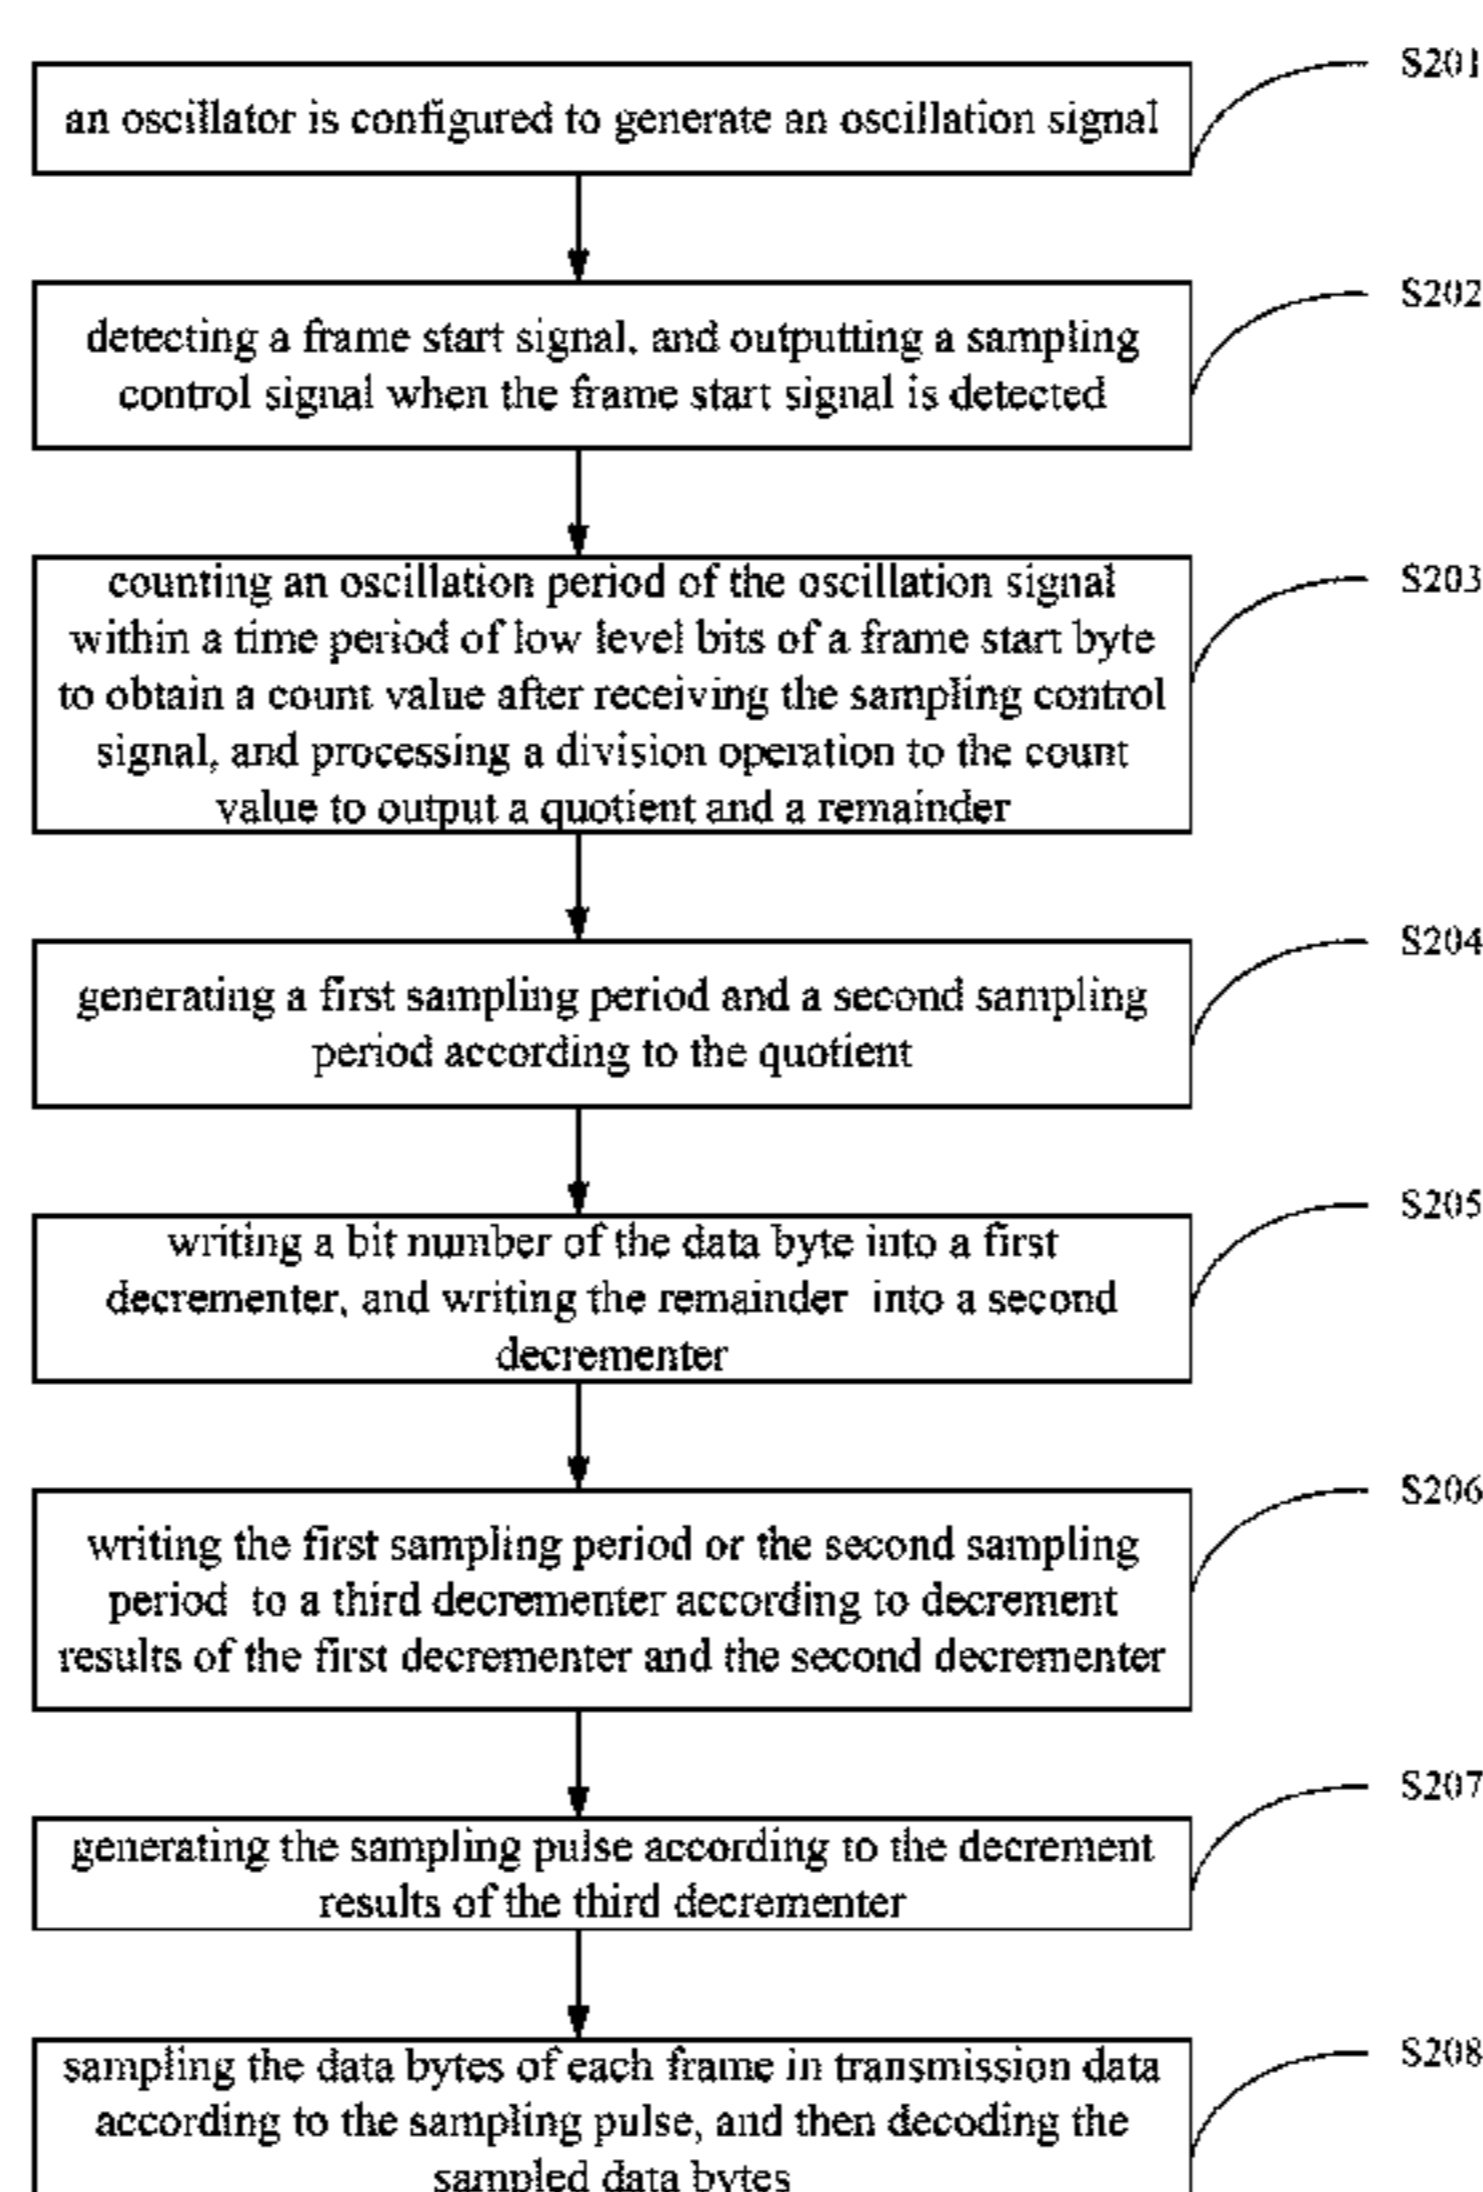 S201
an oscillator is configured to generate an oscillation signal
S202
detecting a frame start signal, and outputting a sampling
control signal when the frame start signal is detected
S203
counting an oscillation period of the oscillation signal
within a time period of low level bits of a frame start byte
to obtain a count value after receiving the sampling control
signal, and processing a division operation to the count
value to output a quotient and a remainder
S204
generating a first sampling period and a second sampling
period according to the quotient
S205
writing a bit number of the data byte into a first
decrementer, and writing the remainder into a second
decrementer
S206
writing the first sampling period or the second sampling
period to a third decrementer according to decrement
results of the first decrementer and the second decrementer
S207
generating the sampling pulse according to the decrement
results of the third decrementer
S208
sampling the data bytes of each frame in transmission data
according to the sampling pulse, and then decoding the
sampled data bytes